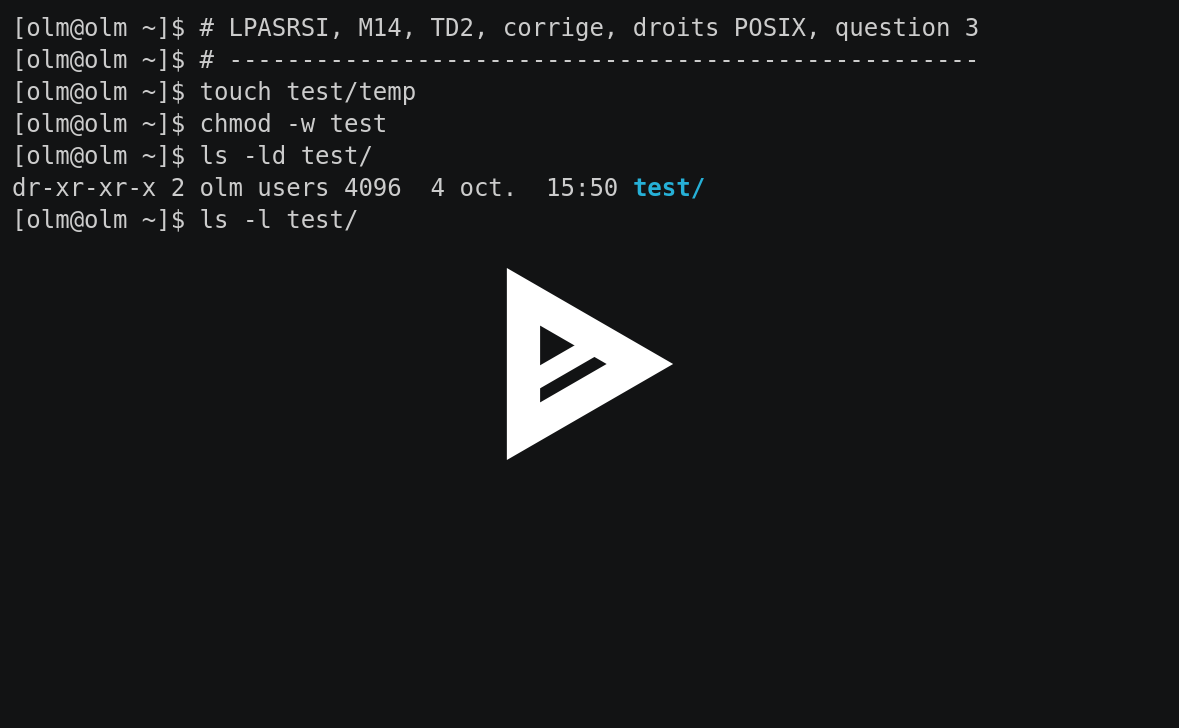 [olm@olm ~]$ # LPASRSI, M14, TD2, corrige, droits POSIX, question 3
[olm@olm ~]$ # ----------------------------------------------------
[olm@olm ~]$ touch test/temp
[olm@olm ~]$ chmod -w test
[olm@olm ~]$ ls -ld test/
dr-xr-xr-x 2 olm users 4096  4 oct.  15:50 test/
[olm@olm ~]$ ls -l test/